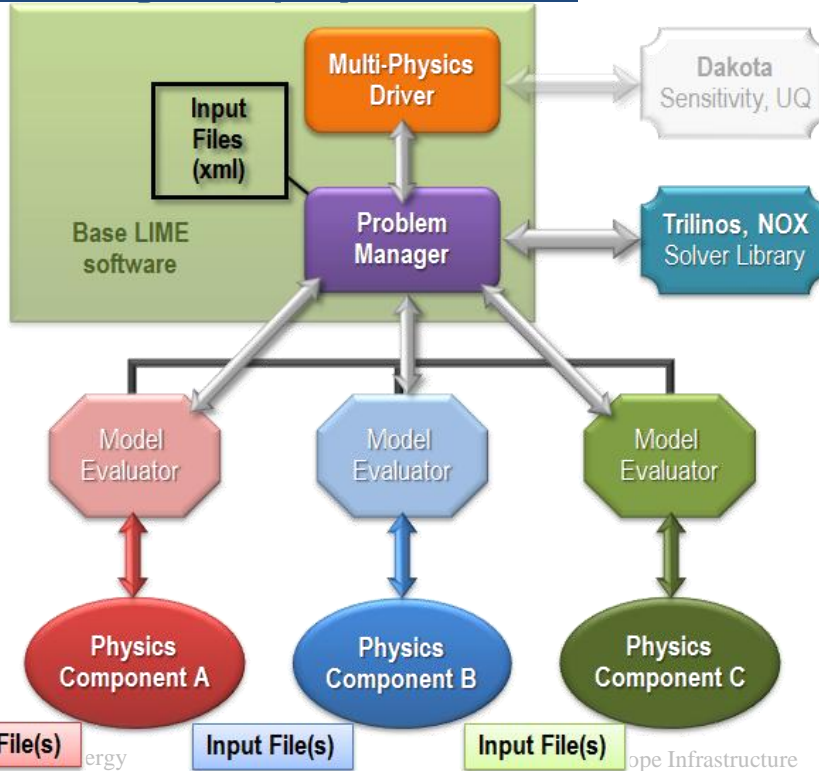 Multi-Physics
Driver
Dakota
Sensitivity, UQ
Input
Files
(xml)
Base LIME
software
Problem
Manager
Trilinos, NOX
Solver Library
Model
Evaluator
Model
Evaluator
Model
Evaluator
Physics
Component A
Physics
Component B
Physics
Component C
File(s)
ergy
Input File(s)
Input File(s)
ope Infrastructure